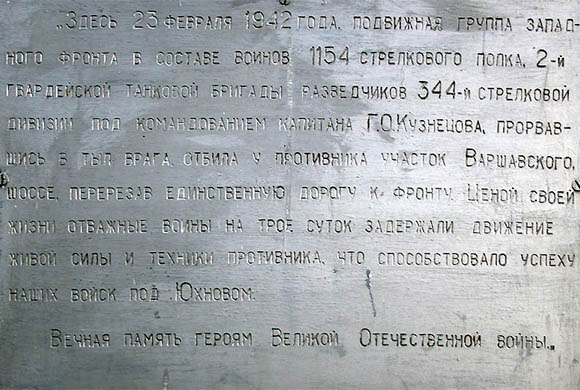 „Здесь 23 февраля 1942 года, подвижная группа Запад-
ного фронта в составе воинов 1154 стрелкового полка, 2-й
гвардейской танковой бригады, разведчиков 344-й стрелковой
дивизии под командованием капитана Г.О.Кузнецова, прорвав-
шись в тыл врага, отбила у противника участок Варшавского
шоссе, перерезав единственную дорогу к фронту. Ценой своей
жизни отважные воины на трое суток задержали движение
живой силы и техники противника, что способствовало успеху
наших войск под Юхновом.
Вечная память героям Великой Отечественной войны„